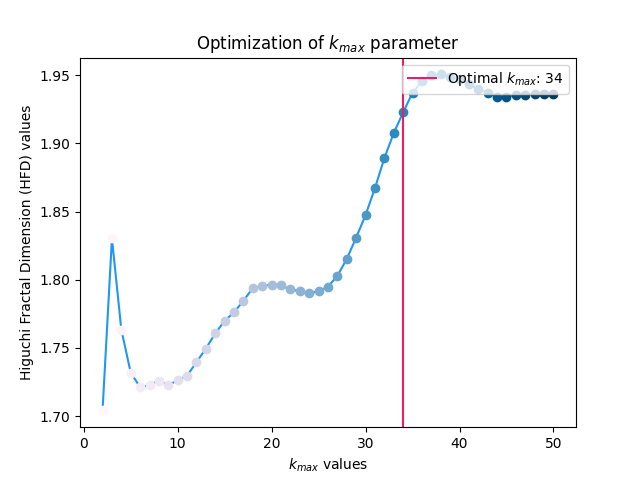 Optimization of $k_{max}$ parameter
Optimal $k_{max}$: 34
Higuchi Fractal Dimension (HFD) values
1.95
1.90
1.85
1.80
1.75
1.70
0 10 20 30 40 50
$k_{max}$ values